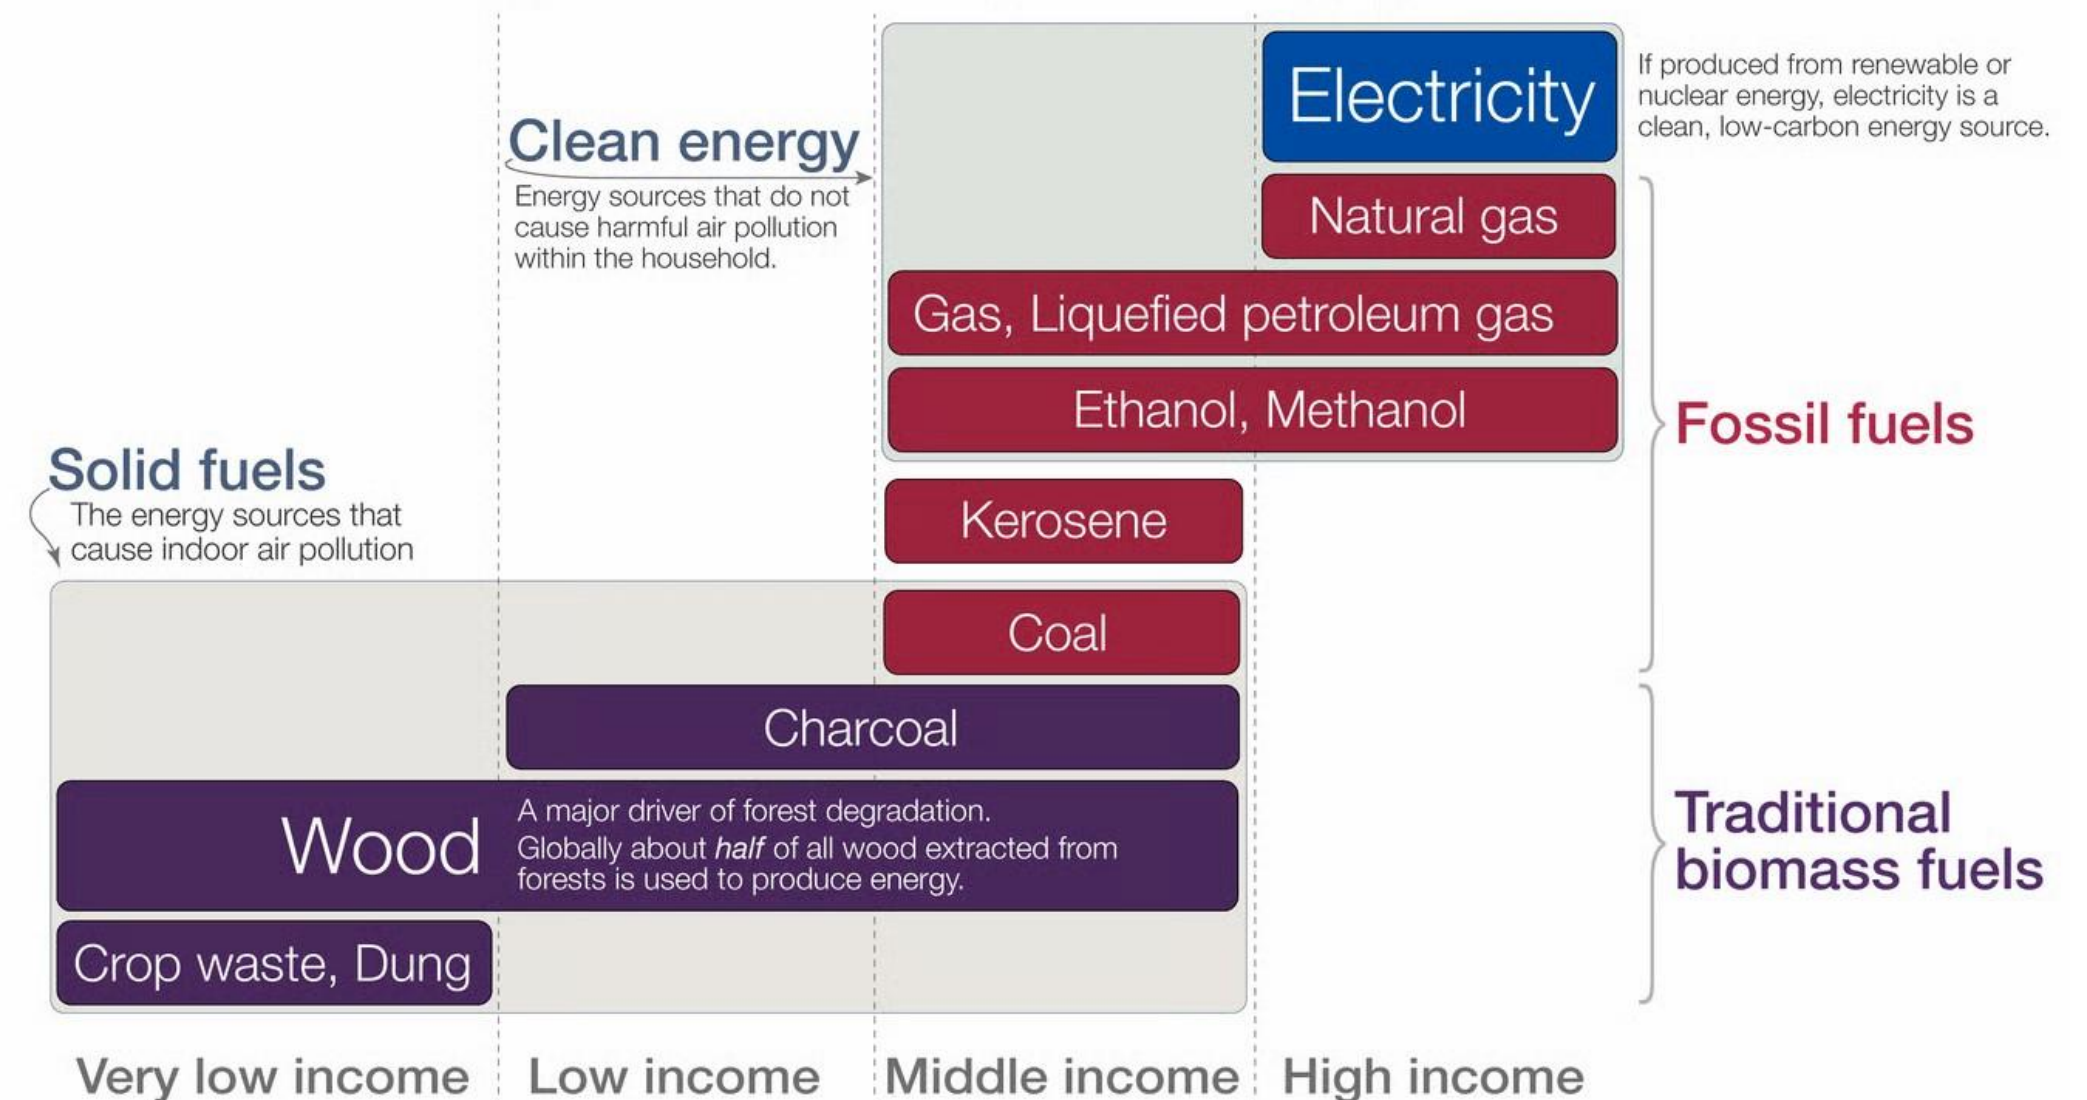 Electricity
If produced from renewable or
nuclear energy, electricity is a
clean, low-carbon energy source.
Clean energy
Energy sources that do not
cause harmful air pollution
within the household.
Natural gas
Gas, Liquefied petroleum gas
Ethanol, Methanol
Fossil fuels
Solid fuels
The energy sources that
cause indoor air pollution
Kerosene
Coal
Charcoal
Wood
A major driver of forest degradation.
Globally about half of all wood extracted from
forests is used to produce energy.
Traditional
biomass fuels
Crop waste, Dung
Very low income
Low income
Middle income
High income